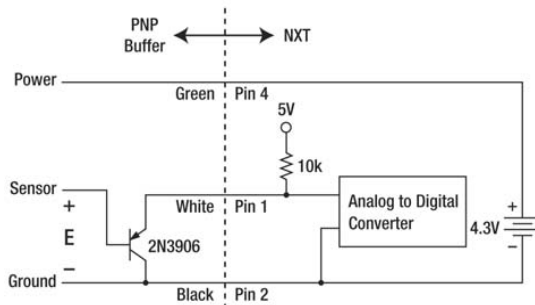 PNP
Buffer
NXT
Power
Green
Pin 4
5V
10k
Sensor
White
Pin 1
Analog to Digital
Converter
+
4.3V
−
+
E
−
2N3906
Ground
Black
Pin 2